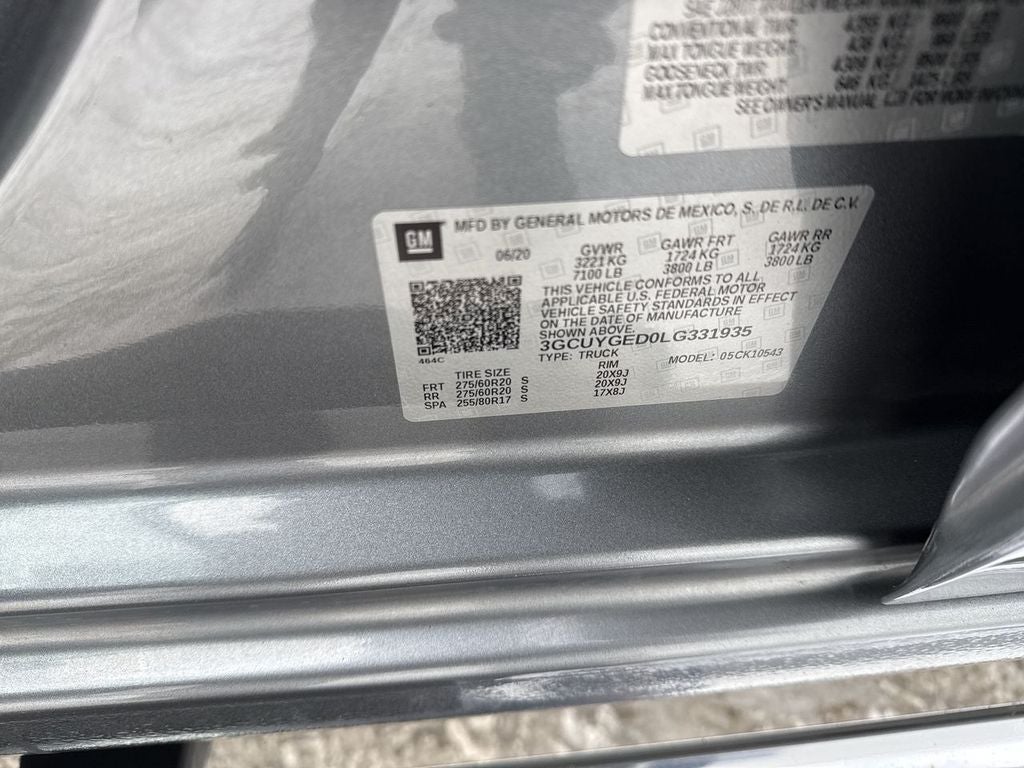 CONVENTIONAL TWR
MAX TONGUE WEIGHT
GOOSENECK TWR
MAX TONGUE WEIGHT
SEE OWNER'S MANUAL FOR MORE
GM
MFD BY GENERAL MOTORS DE MEXICO, S. DE R.L. DE C.V.
06/20 GVWR GAWR FRT GAWR RR
3221 KG 1724 KG 1724 KG
7100 LB 3800 LB 3800 LB
THIS VEHICLE CONFORMS TO ALL
APPLICABLE U.S. FEDERAL MOTOR
VEHICLE SAFETY STANDARDS IN EFFECT
ON THE DATE OF MANUFACTURE
SHOWN ABOVE.
3GCUYGED0LG331935
464C
TYPE: TRUCK MODEL: 05CK10543
TIRE SIZE RIM
FRT 275/60R20 S 20X9J
RR 275/60R20 S 20X9J
SPA 255/80R17 S 17X8J